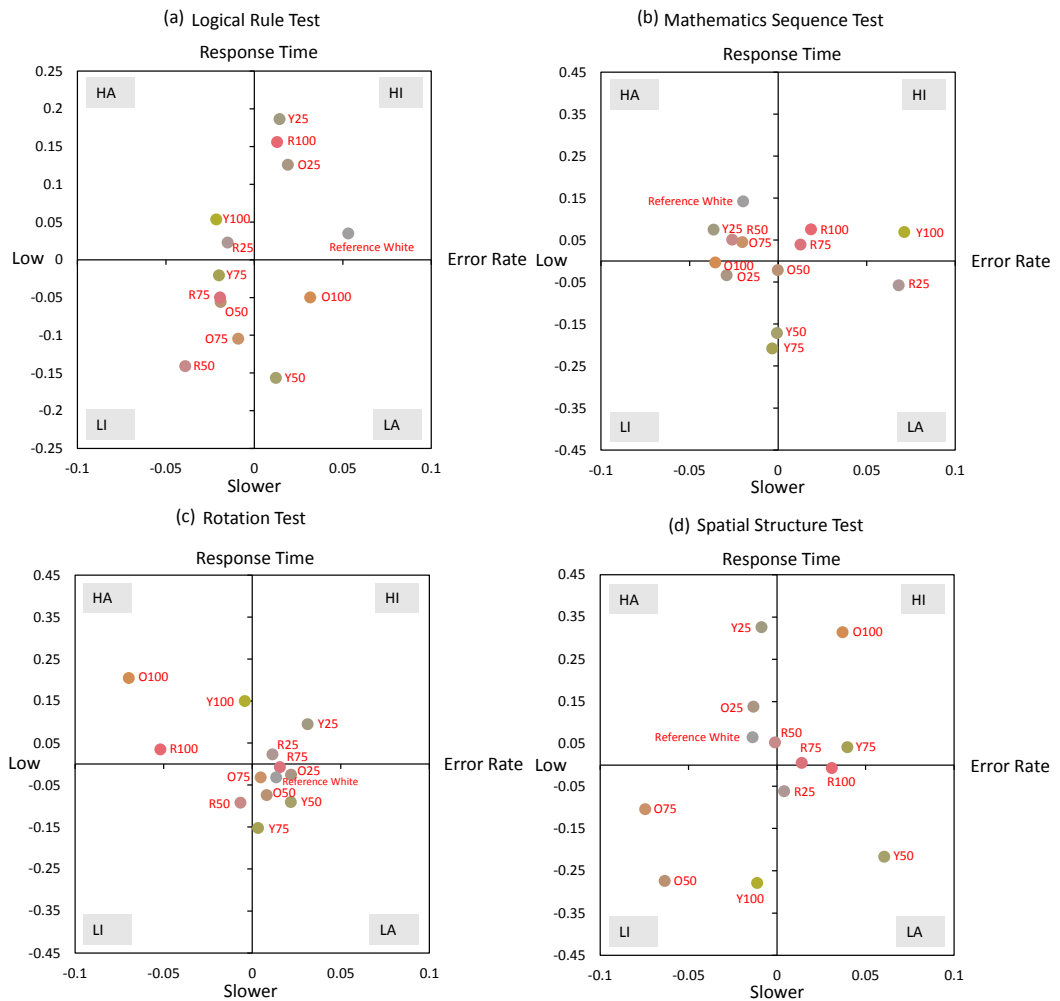 (a) Logical Rule Test
Response Time
0.25
0.2
0.15
0.1
0.05
0
-0.05
-0.1
-0.15
-0.2
-0.25
HA
HI
Y25
R100
O25
Y100
R25
Reference White
Low
Error Rate
Y75
R75
O50
O100
O75
R50
Y50
LI
LA
-0.1
-0.05
0
0.05
0.1
Slower
(b) Mathematics Sequence Test
Response Time
0.45
0.35
0.25
0.15
0.05
-0.05
-0.15
-0.25
-0.35
-0.45
HA
HI
Reference White
Y25
R50
O75
R100
R75
Y100
Low
Error Rate
O100
O25
O50
R25
Y50
Y75
LI
LA
-0.1
-0.05
0
0.05
0.1
Slower
(c) Rotation Test
Response Time
0.45
0.35
0.25
0.15
0.05
-0.05
-0.15
-0.25
-0.35
-0.45
HA
HI
O100
Y100
Y25
R100
R25
R75
Low
Error Rate
O75
O25
Reference White
R50
O50
Y50
Y75
LI
LA
-0.1
-0.05
0
0.05
0.1
Slower
(d) Spatial Structure Test
Response Time
0.45
0.35
0.25
0.15
0.05
-0.05
-0.15
-0.25
-0.35
-0.45
HA
HI
Y25
O100
O25
Reference White
R50
R75
Y75
Low
Error Rate
R100
R25
O75
Y50
O50
Y100
LI
LA
-0.1
-0.05
0
0.05
0.1
Slower